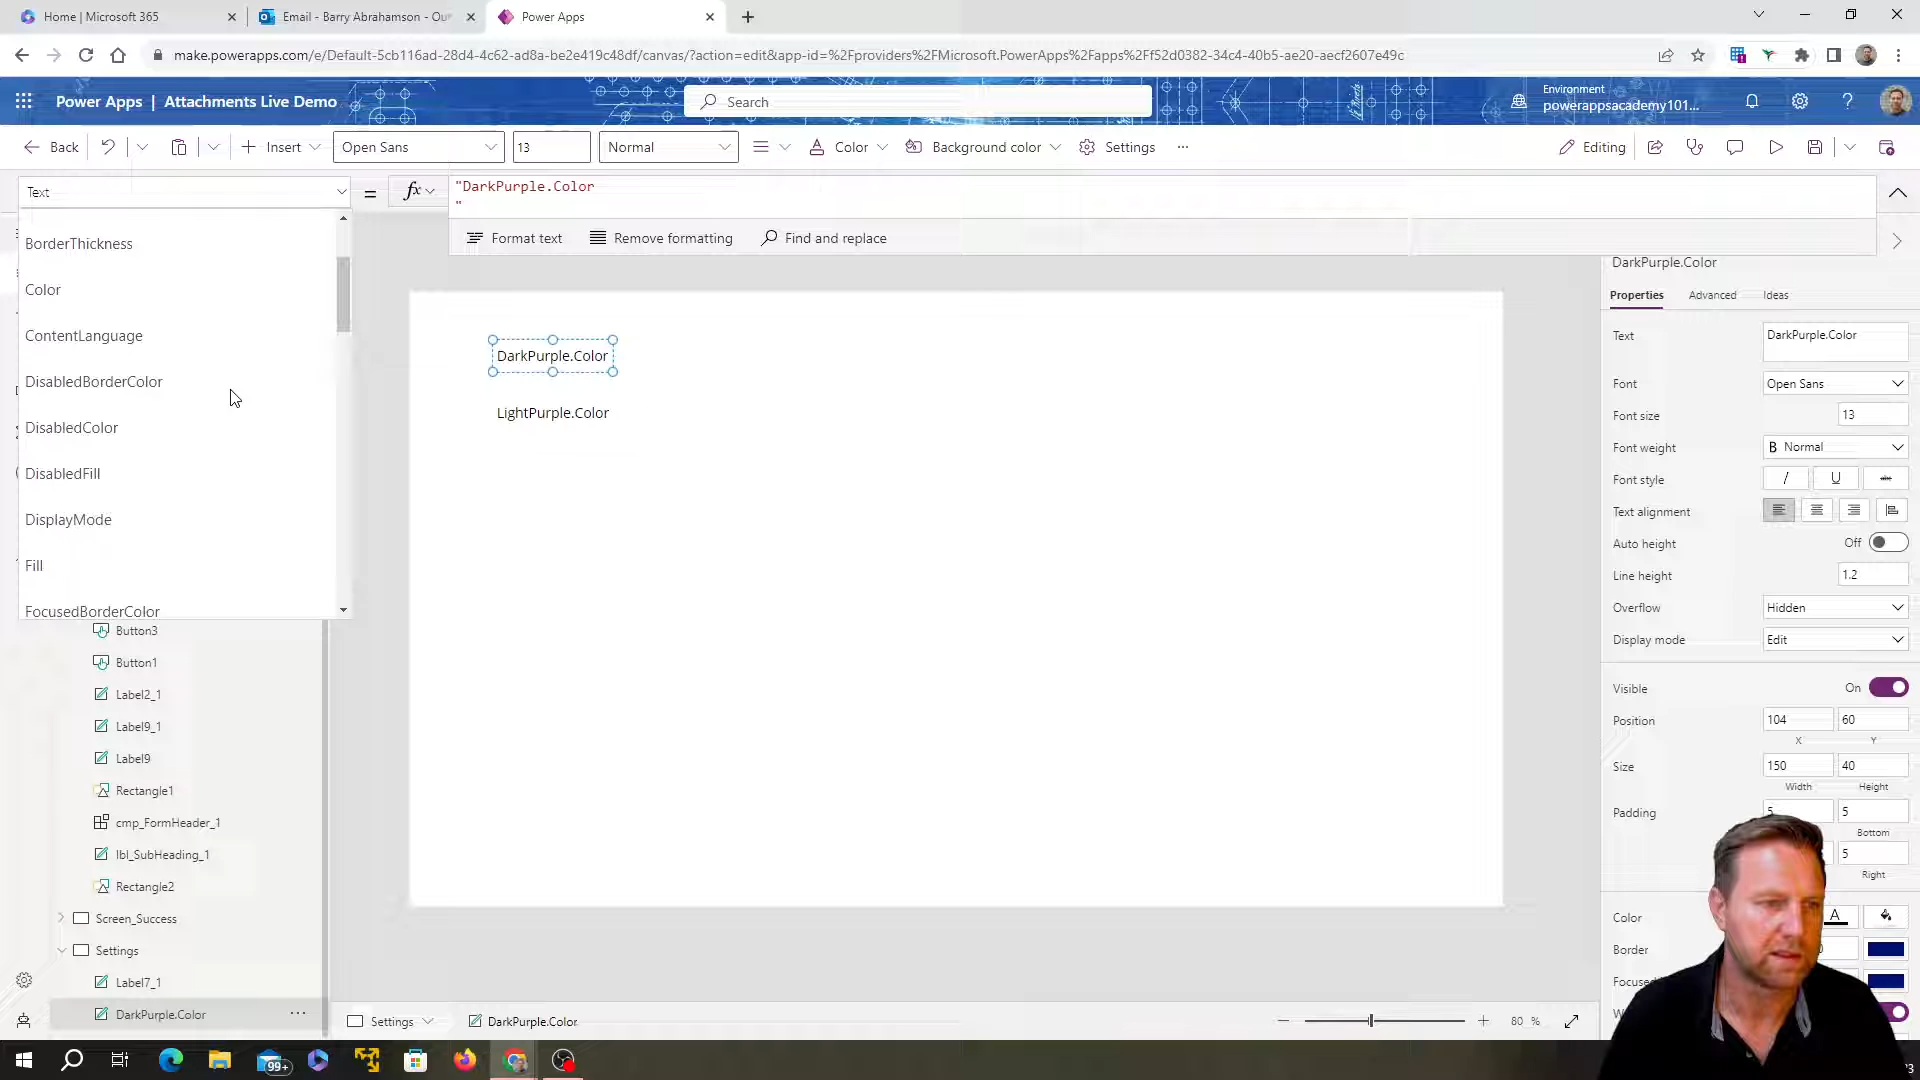 Home | Microsoft 365
Email - Barry Abrahamson - Ou
Power Apps
make.powerapps.com/e/Default-5cb116ad-28d4-4c62-ad8a-be2e419c48df/canvas/?action=edit&app-id=%2Fproviders%2FMicrosoft.PowerApps%2Fapps%2Ff52d0382-34c4-40b5-ae20-aecf2607e49c
Power Apps | Attachments Live Demo
Search
Environment
powerappsacademy101...
Back
Insert
Open Sans
13
Normal
Color
Background color
Settings
Editing
Text
=
fx
"DarkPurple.Color
"
Format text
Remove formatting
Find and replace
BorderThickness
Color
ContentLanguage
DisabledBorderColor
DisabledColor
DisabledFill
DisplayMode
Fill
FocusedBorderColor
Button3
Button1
Label2_1
Label9_1
Label9
Rectangle1
cmp_FormHeader_1
lbl_SubHeading_1
Rectangle2
Screen_Success
Settings
Label7_1
DarkPurple.Color
DarkPurple.Color
LightPurple.Color
DarkPurple.Color
Properties
Advanced
Ideas
Text
DarkPurple.Color
Font
Open Sans
Font size
13
Font weight
B Normal
Font style
Text alignment
Auto height
Off
Line height
1.2
Overflow
Hidden
Display mode
Edit
Visible
On
Position
104
60
X
Y
Size
150
40
Width
Height
Padding
5
5
Bottom
5
Right
Color
Border
Settings
DarkPurple.Color
80 %
99+